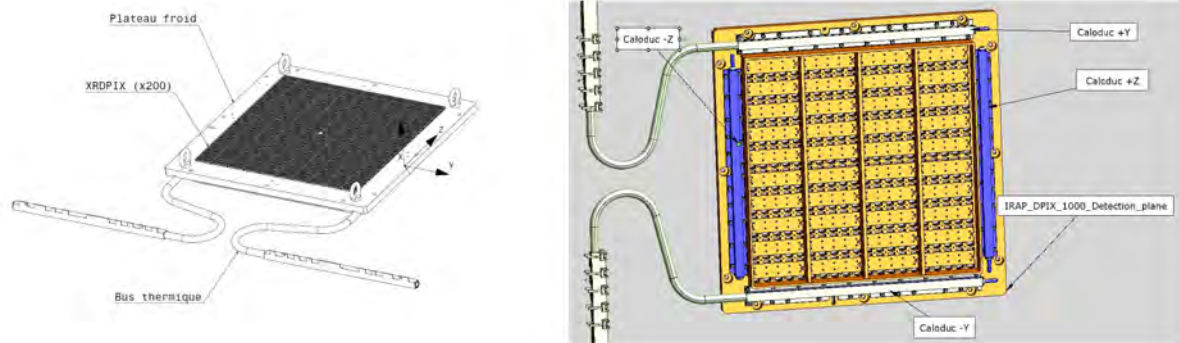 Plateau froid
XRDPIX (x200)
Z
X
Y
Bus thermique
Caloduc -Z
Caloduc +Y
Caloduc +Z
IRAP_DPIX_1000_Detection_plane
Caloduc -Y